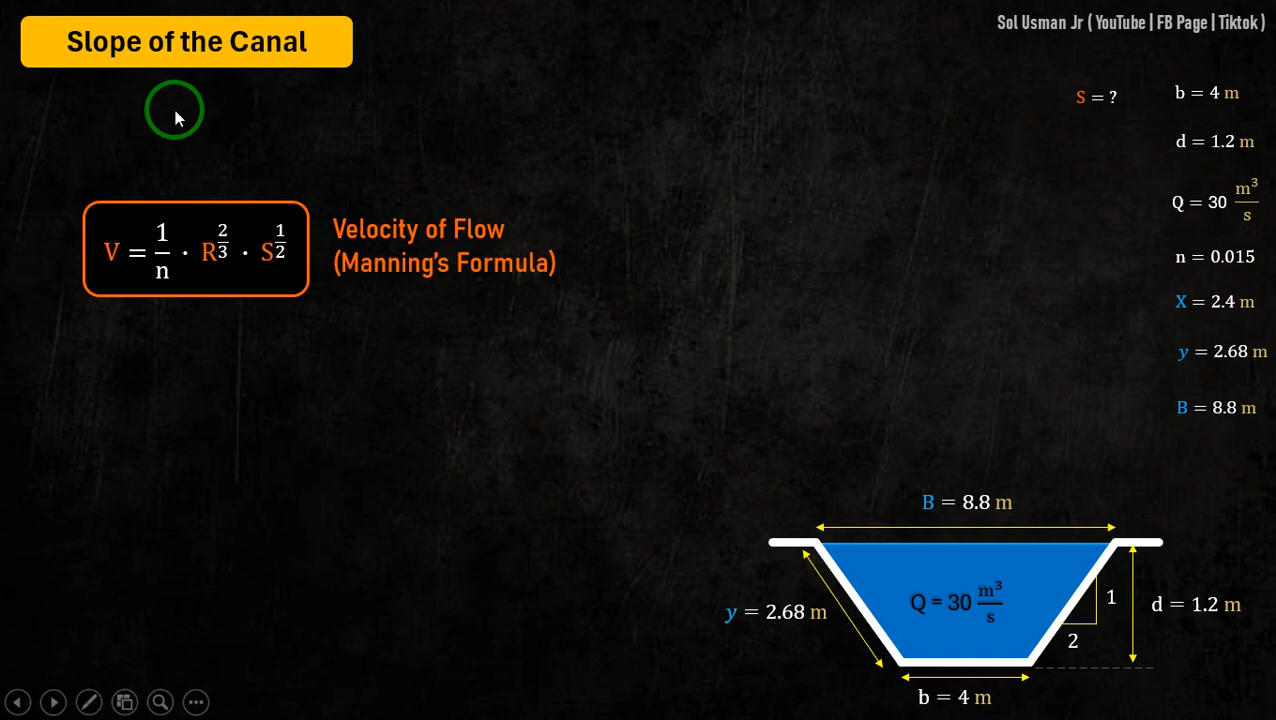 Slope of the Canal
Sol Usman Jr ( YouTube | FB Page | Tiktok )
S = ?
b = 4 m
d = 1.2 m
Q = 30 m³/s
n = 0.015
X = 2.4 m
y = 2.68 m
B = 8.8 m
V = 1/n · R^(2/3) · S^(1/2)
Velocity of Flow
(Manning's Formula)
B = 8.8 m
Q = 30 m³/s
y = 2.68 m
1
2
d = 1.2 m
b = 4 m